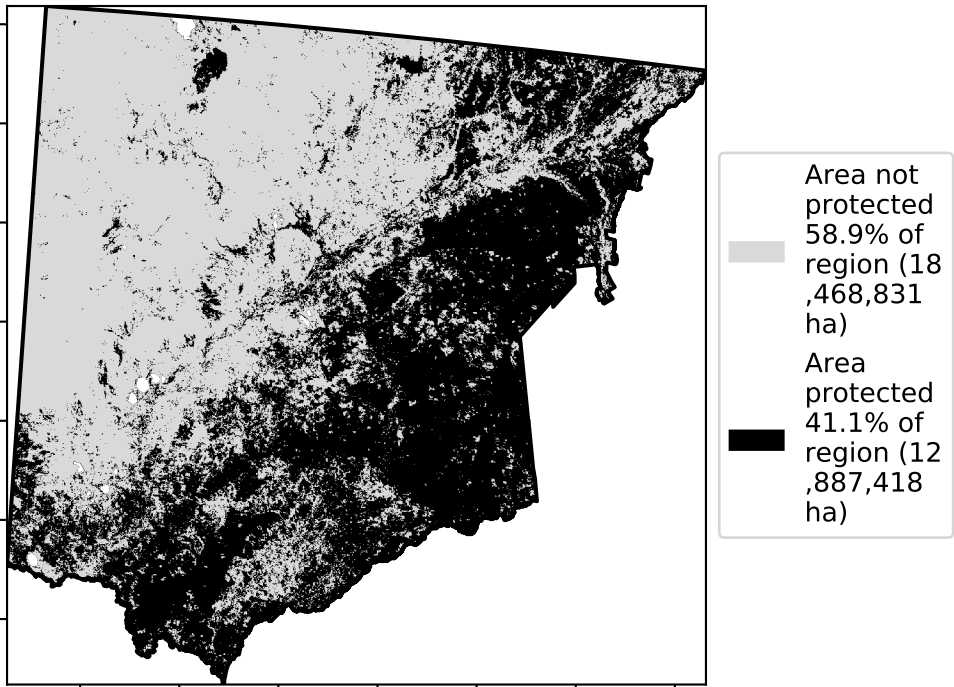 Area not
protected
58.9% of
region (18
,468,831
ha)
Area
protected
41.1% of
region (12
,887,418
ha)